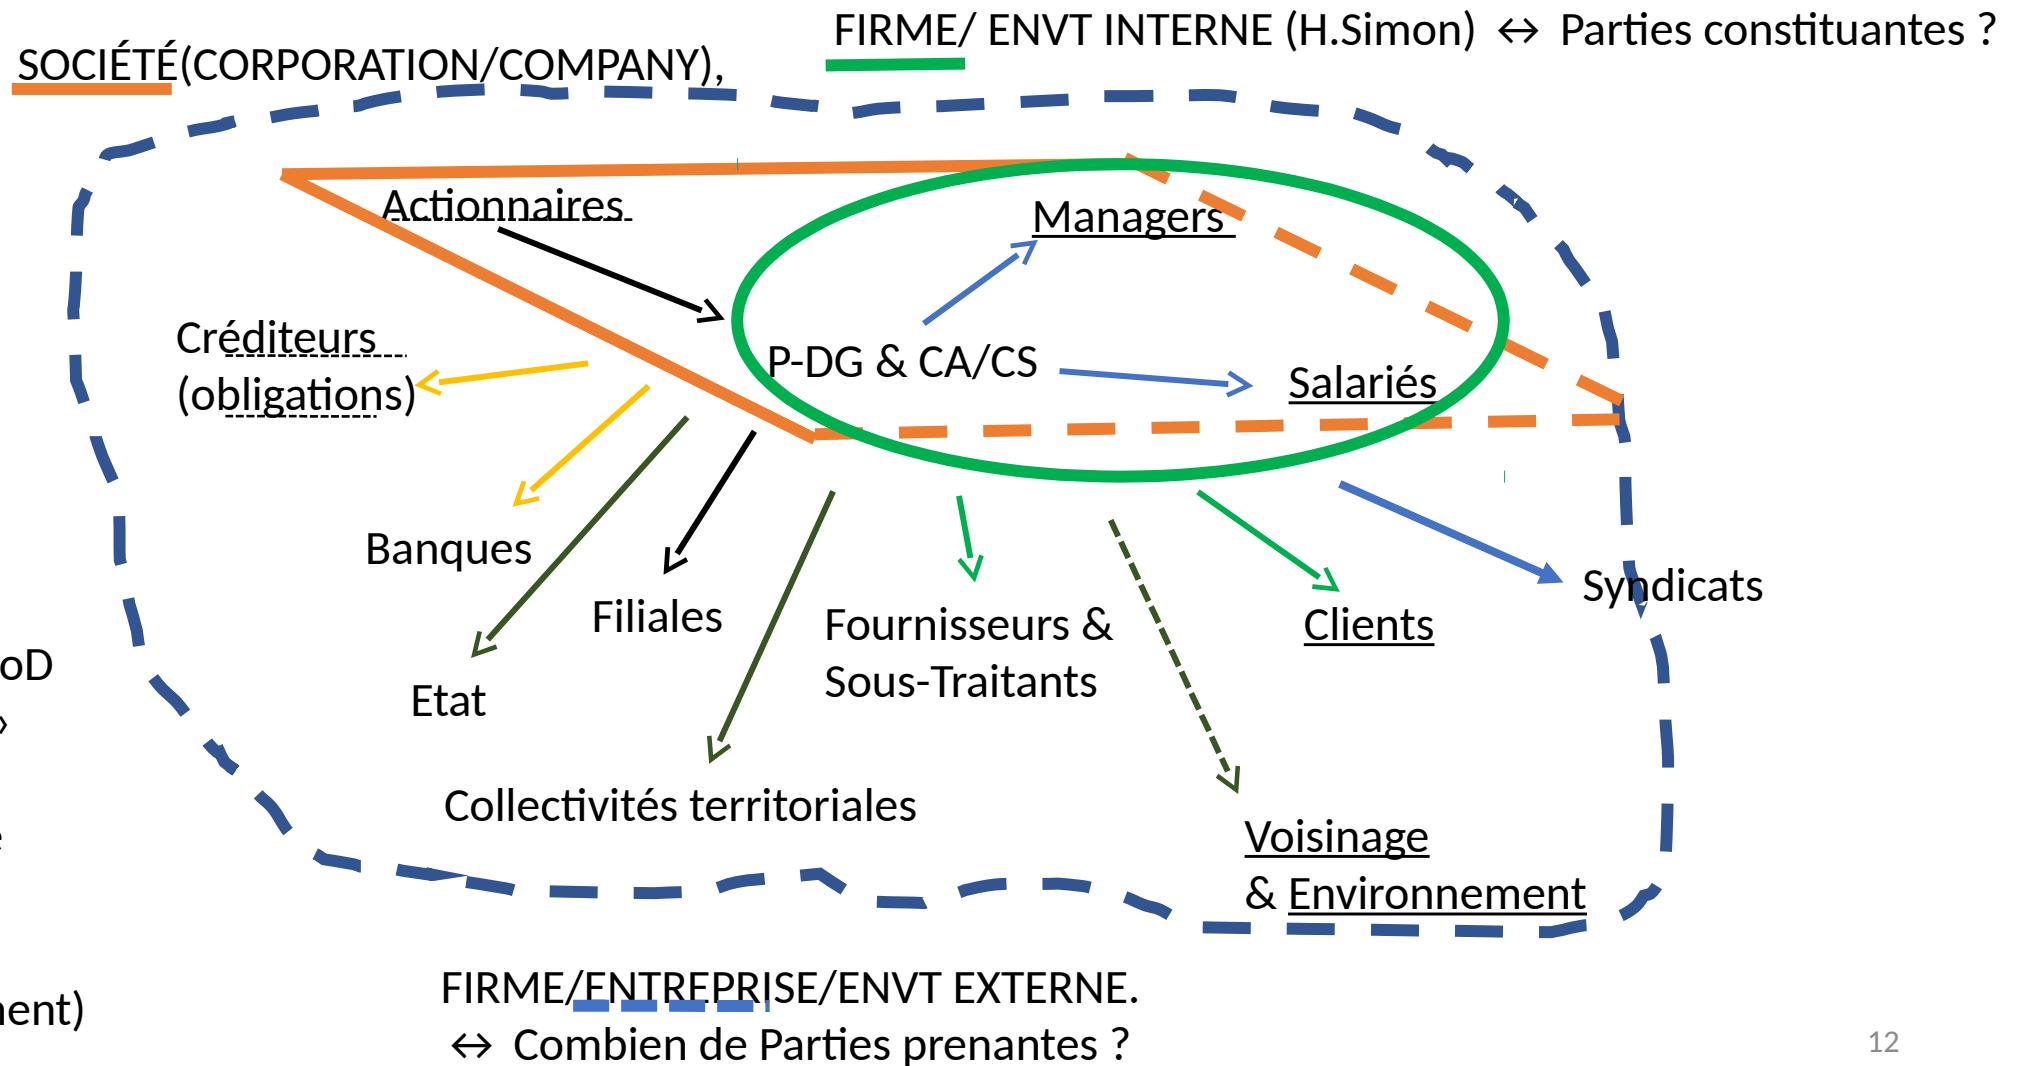 FIRME/ ENVT INTERNE (H.Simon) ↔ Parties constituantes ?
SOCIÉTÉ(CORPORATION/COMPANY),
Actionnaires
Managers
Créditeurs
(obligations)
P-DG & CA/CS
Salariés
Banques
Filiales
Fournisseurs &
Sous-Traitants
Clients
Syndicats
oD
Etat
Collectivités territoriales
Voisinage
& Environnement
FIRME/ENTREPRISE/ENVT EXTERNE.
↔ Combien de Parties prenantes ?
ent)
12